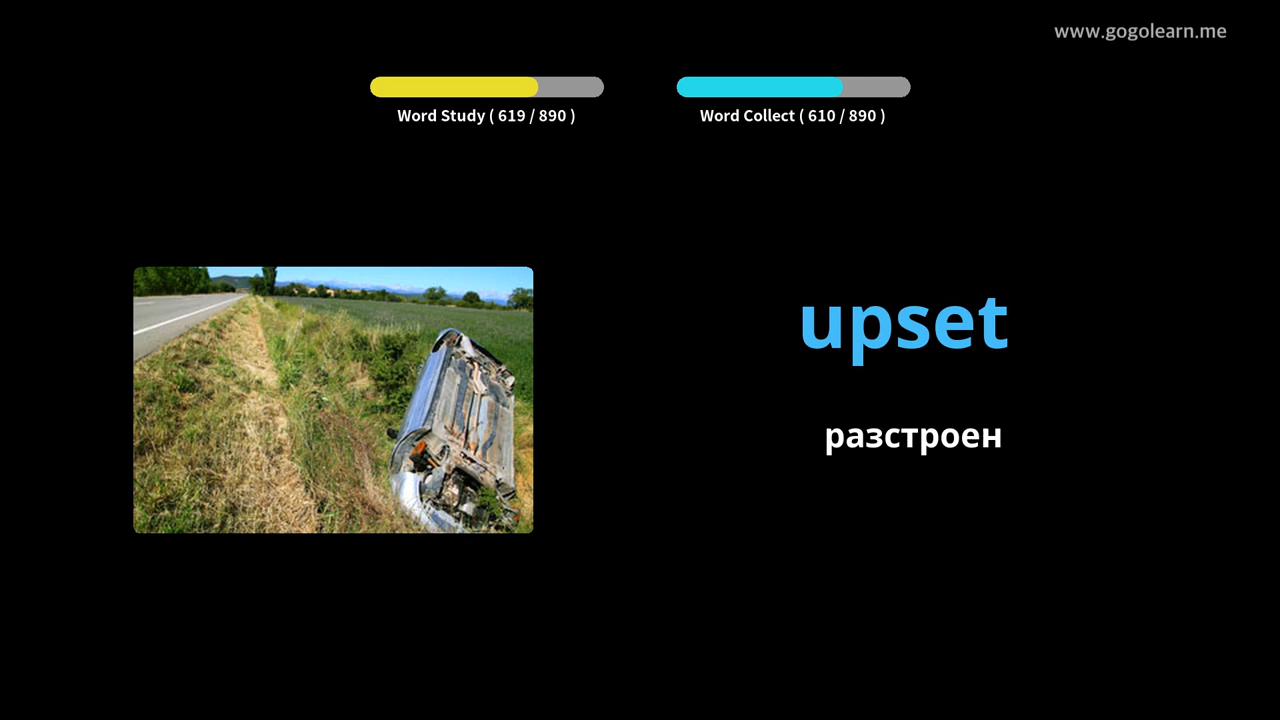 www.gogolearn.me
Word Study ( 619 / 890 )
Word Collect ( 610 / 890 )
upset
разстроен